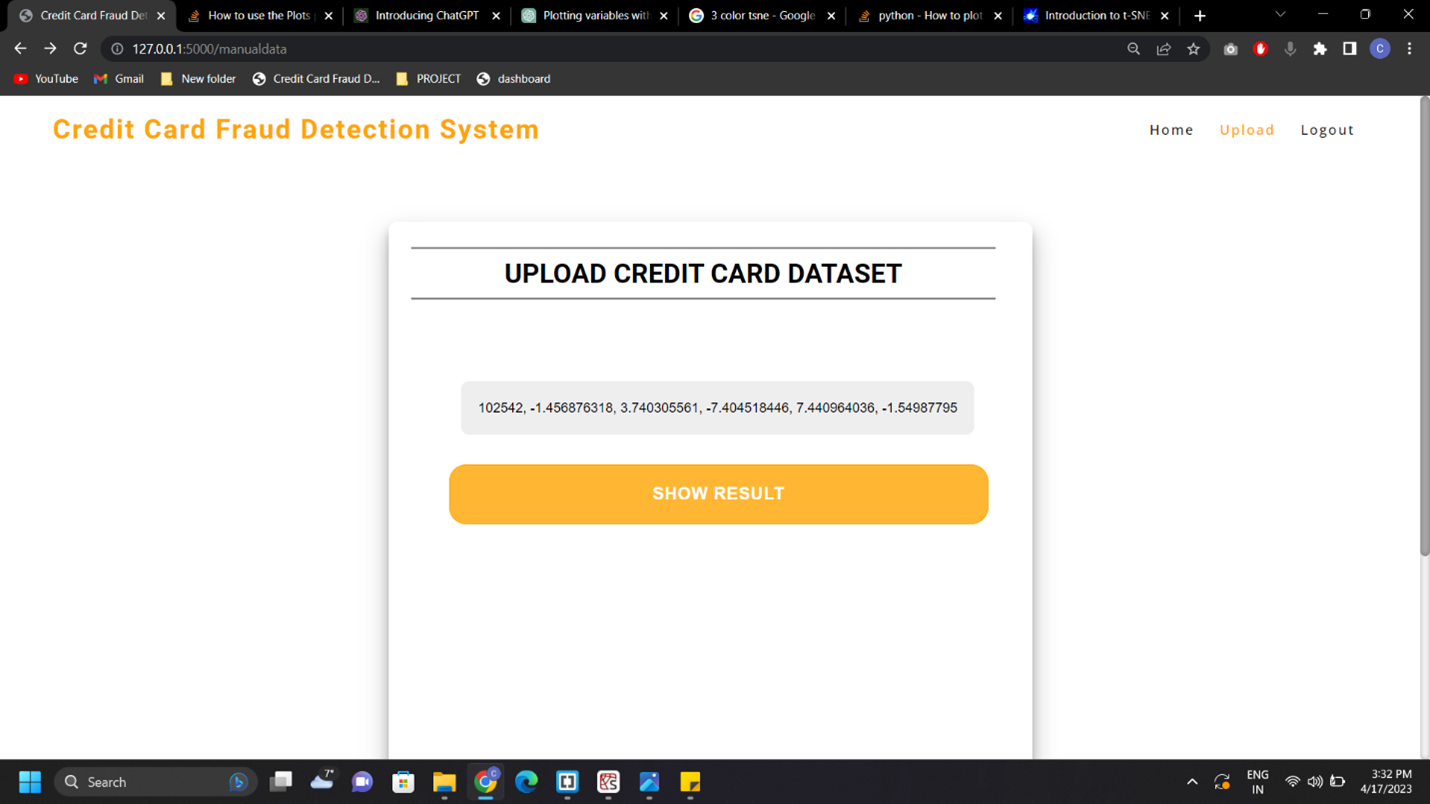 Credit Card Fraud Det
How to use the Plots
Introducing ChatGPT
Plotting variables with
3 color tsne - Google
python - How to plot
Introduction to t-SNE
127.0.0.1:5000/manualdata
C
YouTube
Gmail
New folder
Credit Card Fraud D...
PROJECT
dashboard
Credit Card Fraud Detection System
Home
Upload
Logout
UPLOAD CREDIT CARD DATASET
102542, -1.456876318, 3.740305561, -7.404518446, 7.440964036, -1.54987795
SHOW RESULT
Search
7°
ENG
IN
3:32 PM
4/17/2023